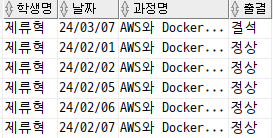 학생명 날짜 과정명 출결
제류혁 24/03/07 AWS와 Docker... 결석
제류혁 24/02/01 AWS와 Docker... 정상
제류혁 24/02/02 AWS와 Docker... 정상
제류혁 24/02/05 AWS와 Docker... 정상
제류혁 24/02/06 AWS와 Docker... 정상
제류혁 24/02/07 AWS와 Docker... 정상